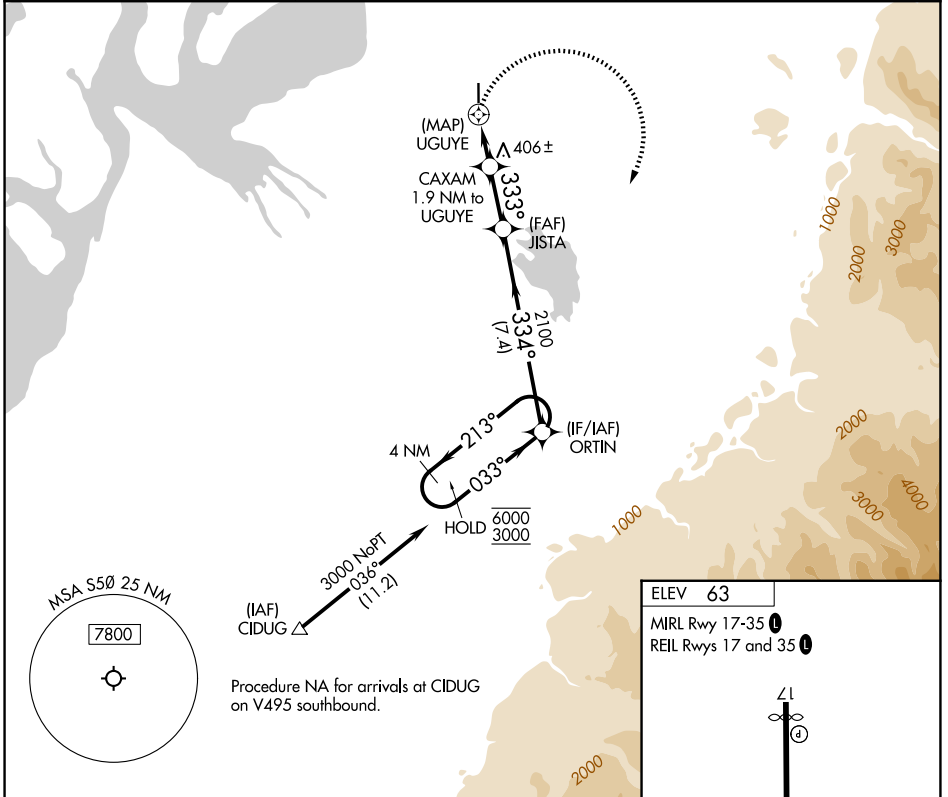 (MAP)
UGUYE
406±
CAXAM
1.9 NM to
UGUYE
333°
(FAF)
JISTA
2100
334°
(7.4)
1000
2000
3000
213°
4 NM
033°
(IF/IAF)
ORTIN
HOLD
6000
3000
2000
3000
4000
1000
3000 NoPT
036°
(11.2)
(IAF)
CIDUG
MSA S5Ø 25 NM
7800
Procedure NA for arrivals at CIDUG
on V495 southbound.
2000
ELEV 63
MIRL Rwy 17-35 L
REIL Rwys 17 and 35 L
17
P